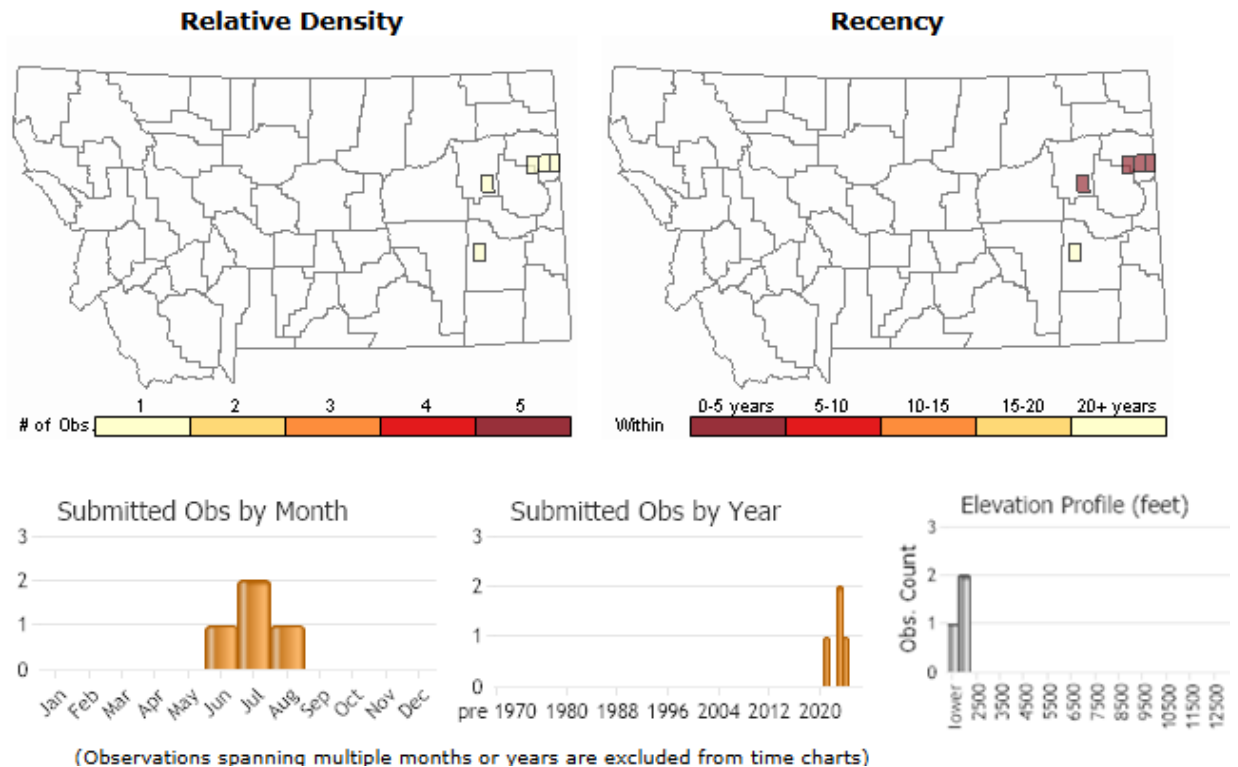 Relative Density
Recency
1 2 3 4 5
# of Obs.
0-5 years 5-10 10-15 15-20 20+ years
Within
Submitted Obs by Month
3
2
1
0
Jan Feb Mar Apr May Jun Jul Aug Sep Oct Nov Dec
Submitted Obs by Year
3
2
1
0
pre 1970 1980 1988 1996 2004 2012 2020
Elevation Profile (feet)
Obs. Count
3
2
1
0
lower 2500 3500 4500 5500 6500 7500 8500 9500 10500 11500 12500
(Observations spanning multiple months or years are excluded from time charts)